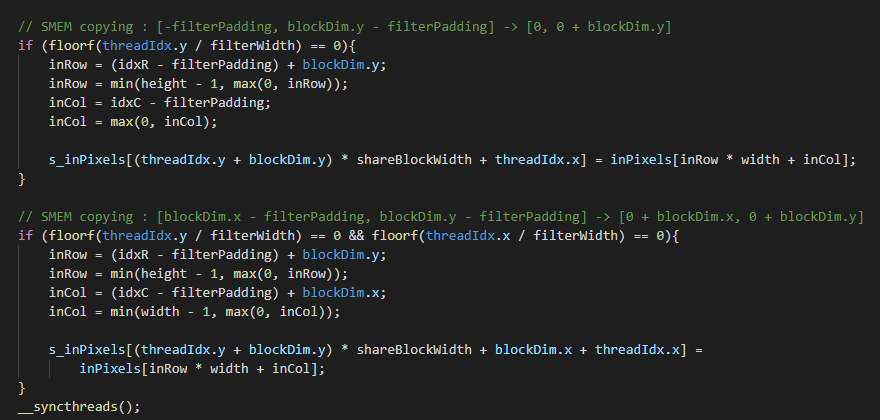 // SMEM copying : [-filterPadding, blockDim.y - filterPadding] -> [0, 0 + blockDim.y]
if (floorf(threadIdx.y / filterWidth) == 0){
    inRow = (idxR - filterPadding) + blockDim.y;
    inRow = min(height - 1, max(0, inRow));
    inCol = idxC - filterPadding;
    inCol = max(0, inCol);

    s_inPixels[(threadIdx.y + blockDim.y) * shareBlockWidth + threadIdx.x] = inPixels[inRow * width + inCol];
}

// SMEM copying : [blockDim.x - filterPadding, blockDim.y - filterPadding] -> [0 + blockDim.x, 0 + blockDim.y]
if (floorf(threadIdx.y / filterWidth) == 0 && floorf(threadIdx.x / filterWidth) == 0){
    inRow = (idxR - filterPadding) + blockDim.y;
    inRow = min(height - 1, max(0, inRow));
    inCol = (idxC - filterPadding) + blockDim.x;
    inCol = min(width - 1, max(0, inCol));

    s_inPixels[(threadIdx.y + blockDim.y) * shareBlockWidth + blockDim.x + threadIdx.x] =
        inPixels[inRow * width + inCol];
}
__syncthreads();